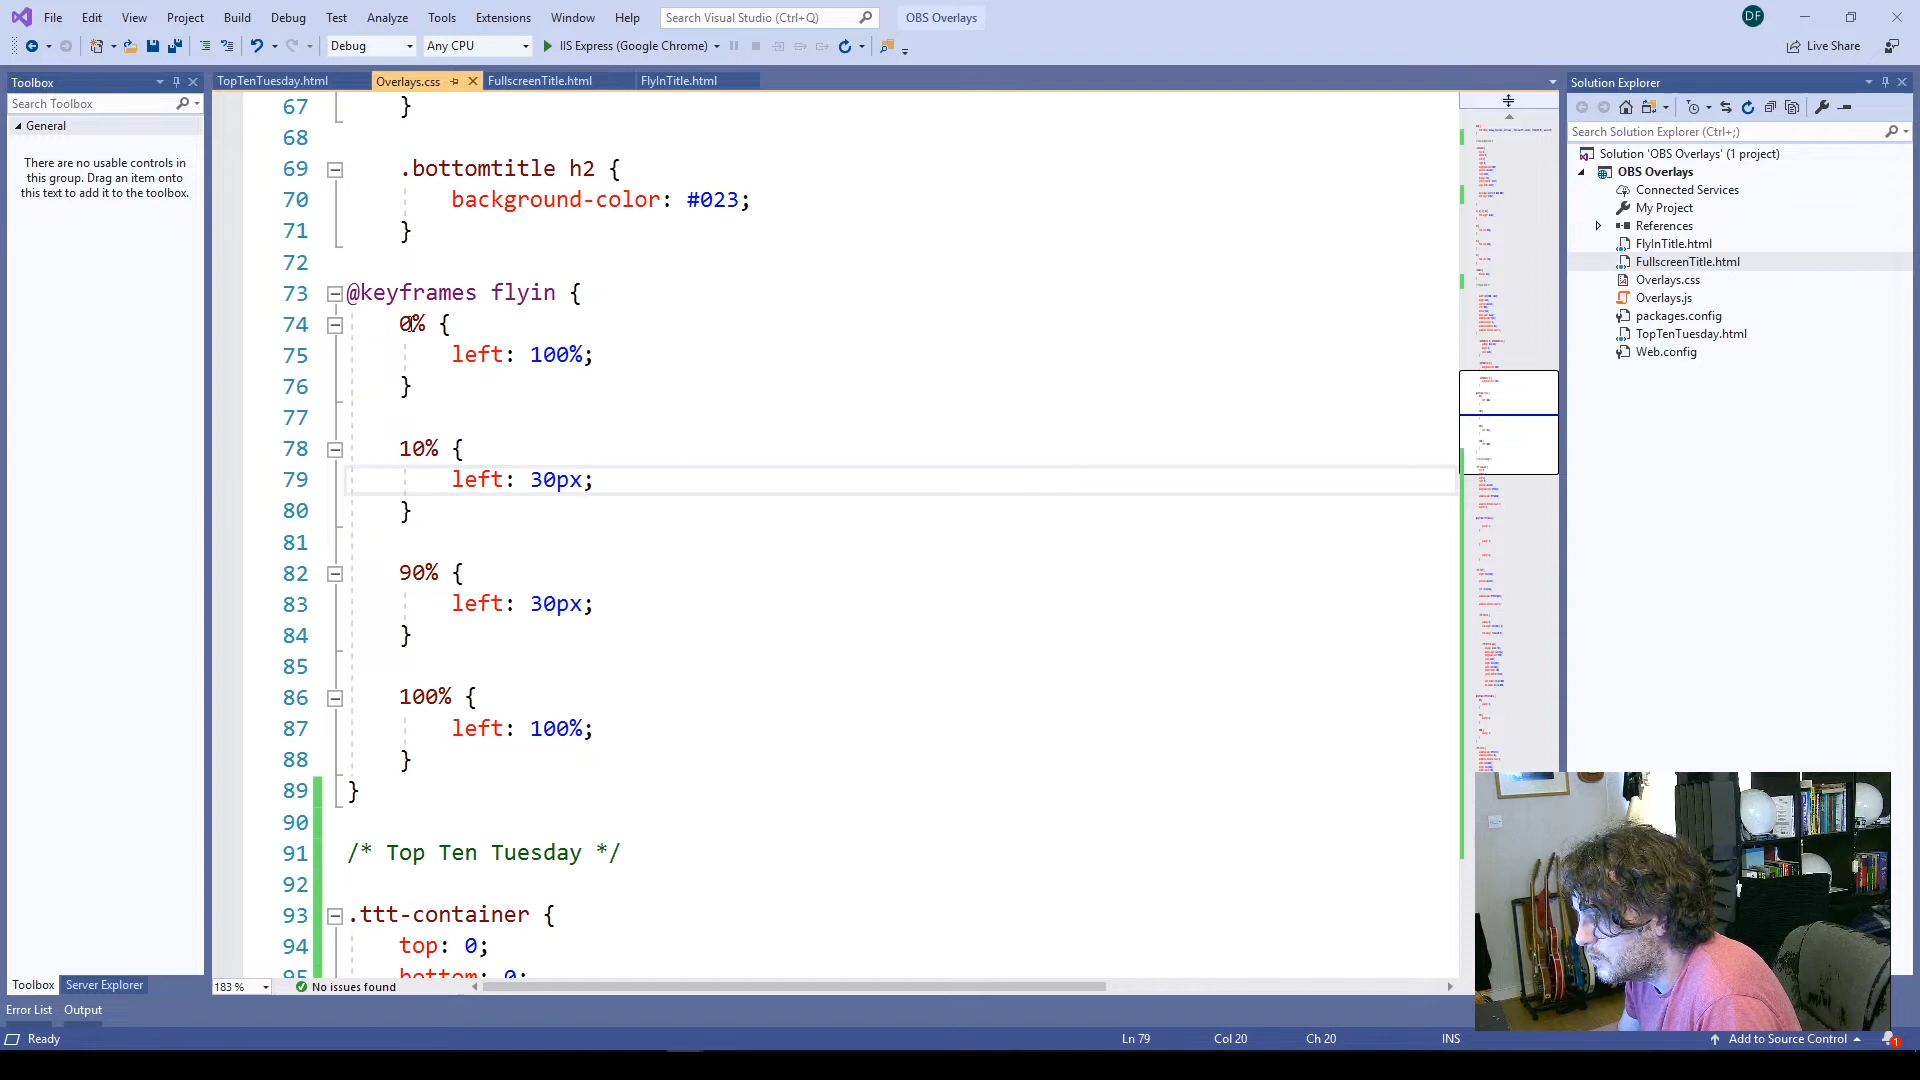 File Edit View Project Build Debug Test Analyze Tools Extensions Window Help Search Visual Studio (Ctrl+Q) OBS Overlays DF
Debug Any CPU IIS Express (Google Chrome) Live Share
Toolbox
Search Toolbox
General
There are no usable controls in
this group. Drag an item onto
this text to add it to the toolbox.
TopTenTuesday.html Overlays.css FullscreenTitle.html FlyInTitle.html
67 }
68
69 .bottomtitle h2 {
70 background-color: #023;
71 }
72
73 @keyframes flyin {
74 0% {
75 left: 100%;
76 }
77
78 10% {
79 left: 30px;
80 }
81
82 90% {
83 left: 30px;
84 }
85
86 100% {
87 left: 100%;
88 }
89 }
90
91 /* Top Ten Tuesday */
92
93 .ttt-container {
94 top: 0;
95 bottom: 0;
183 % No issues found
Solution Explorer
Search Solution Explorer (Ctrl+;)
Solution 'OBS Overlays' (1 project)
OBS Overlays
Connected Services
My Project
References
FlyInTitle.html
FullscreenTitle.html
Overlays.css
Overlays.js
packages.config
TopTenTuesday.html
Web.config
Toolbox Server Explorer
Error List Output
Ready Ln 79 Col 20 Ch 20 INS Add to Source Control 1